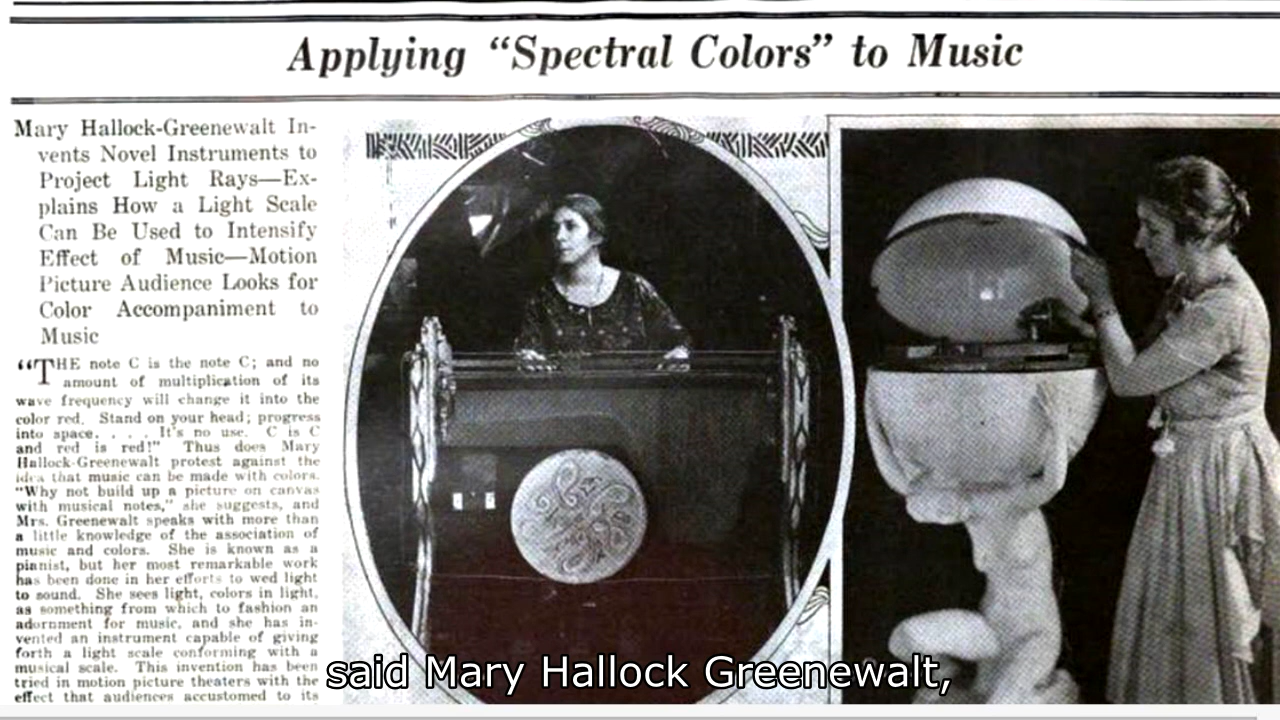 Applying “Spectral Colors” to Music
Mary Hallock-Greenewalt In-
vents Novel Instruments to
Project Light Rays—Ex-
plains How a Light Scale
Can Be Used to Intensify
Effect of Music—Motion
Picture Audience Looks for
Color Accompaniment to
Music
“THE note C is the note C; and no
amount of multiplication of its
wave frequency will change it into the
color red. Stand on your head; progress
into space. . . . It's no use. C is C
and red is red!” Thus does Mary
Hallock-Greenewalt protest against the
idea that music can be made with colors.
“Why not build up a picture on canvas
with musical notes,” she suggests, and
Mrs. Greenewalt speaks with more than
a little knowledge of the association of
music and colors. She is known as a
pianist, but her most remarkable work
has been done in her efforts to wed light
to sound. She sees light, colors in light,
as something from which to fashion an
adornment for music, and she has in-
vented an instrument capable of giving
forth a light scale conforming with a
musical scale. This invention has been
tried in motion picture theaters with the
effect that audiences accustomed to its
said Mary Hallock Greenewalt,